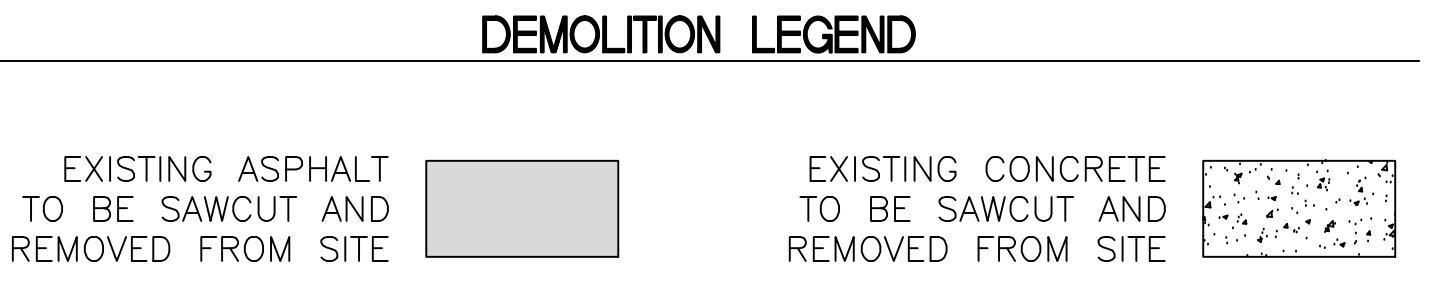 DEMOLITION LEGEND
EXISTING ASPHALT
TO BE SAWCUT AND
REMOVED FROM SITE
EXISTING CONCRETE
TO BE SAWCUT AND
REMOVED FROM SITE